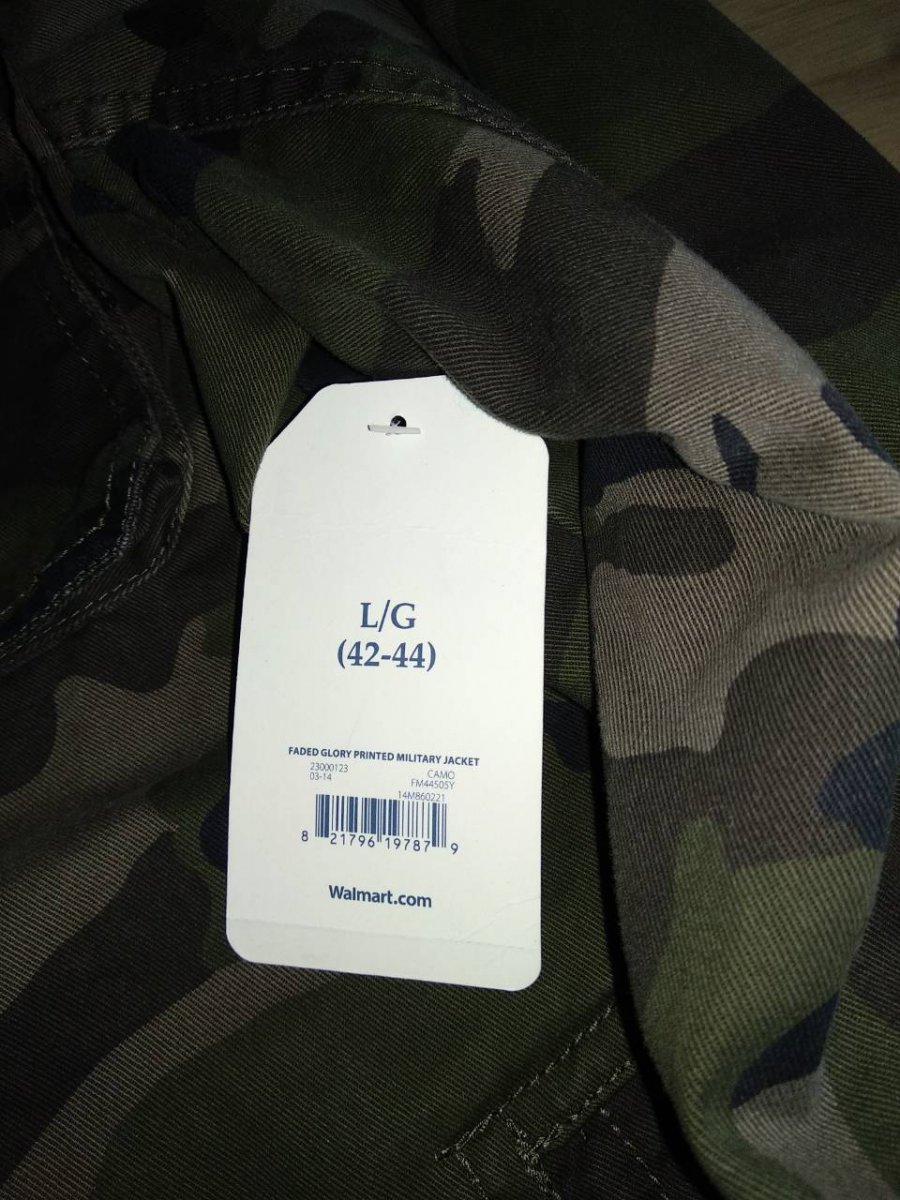 L/G
(42-44)
FADED GLORY PRINTED MILITARY JACKET
23000123 CAMO
03-14 FM44505Y
14M860221
8 21796 19787 9
Walmart.com